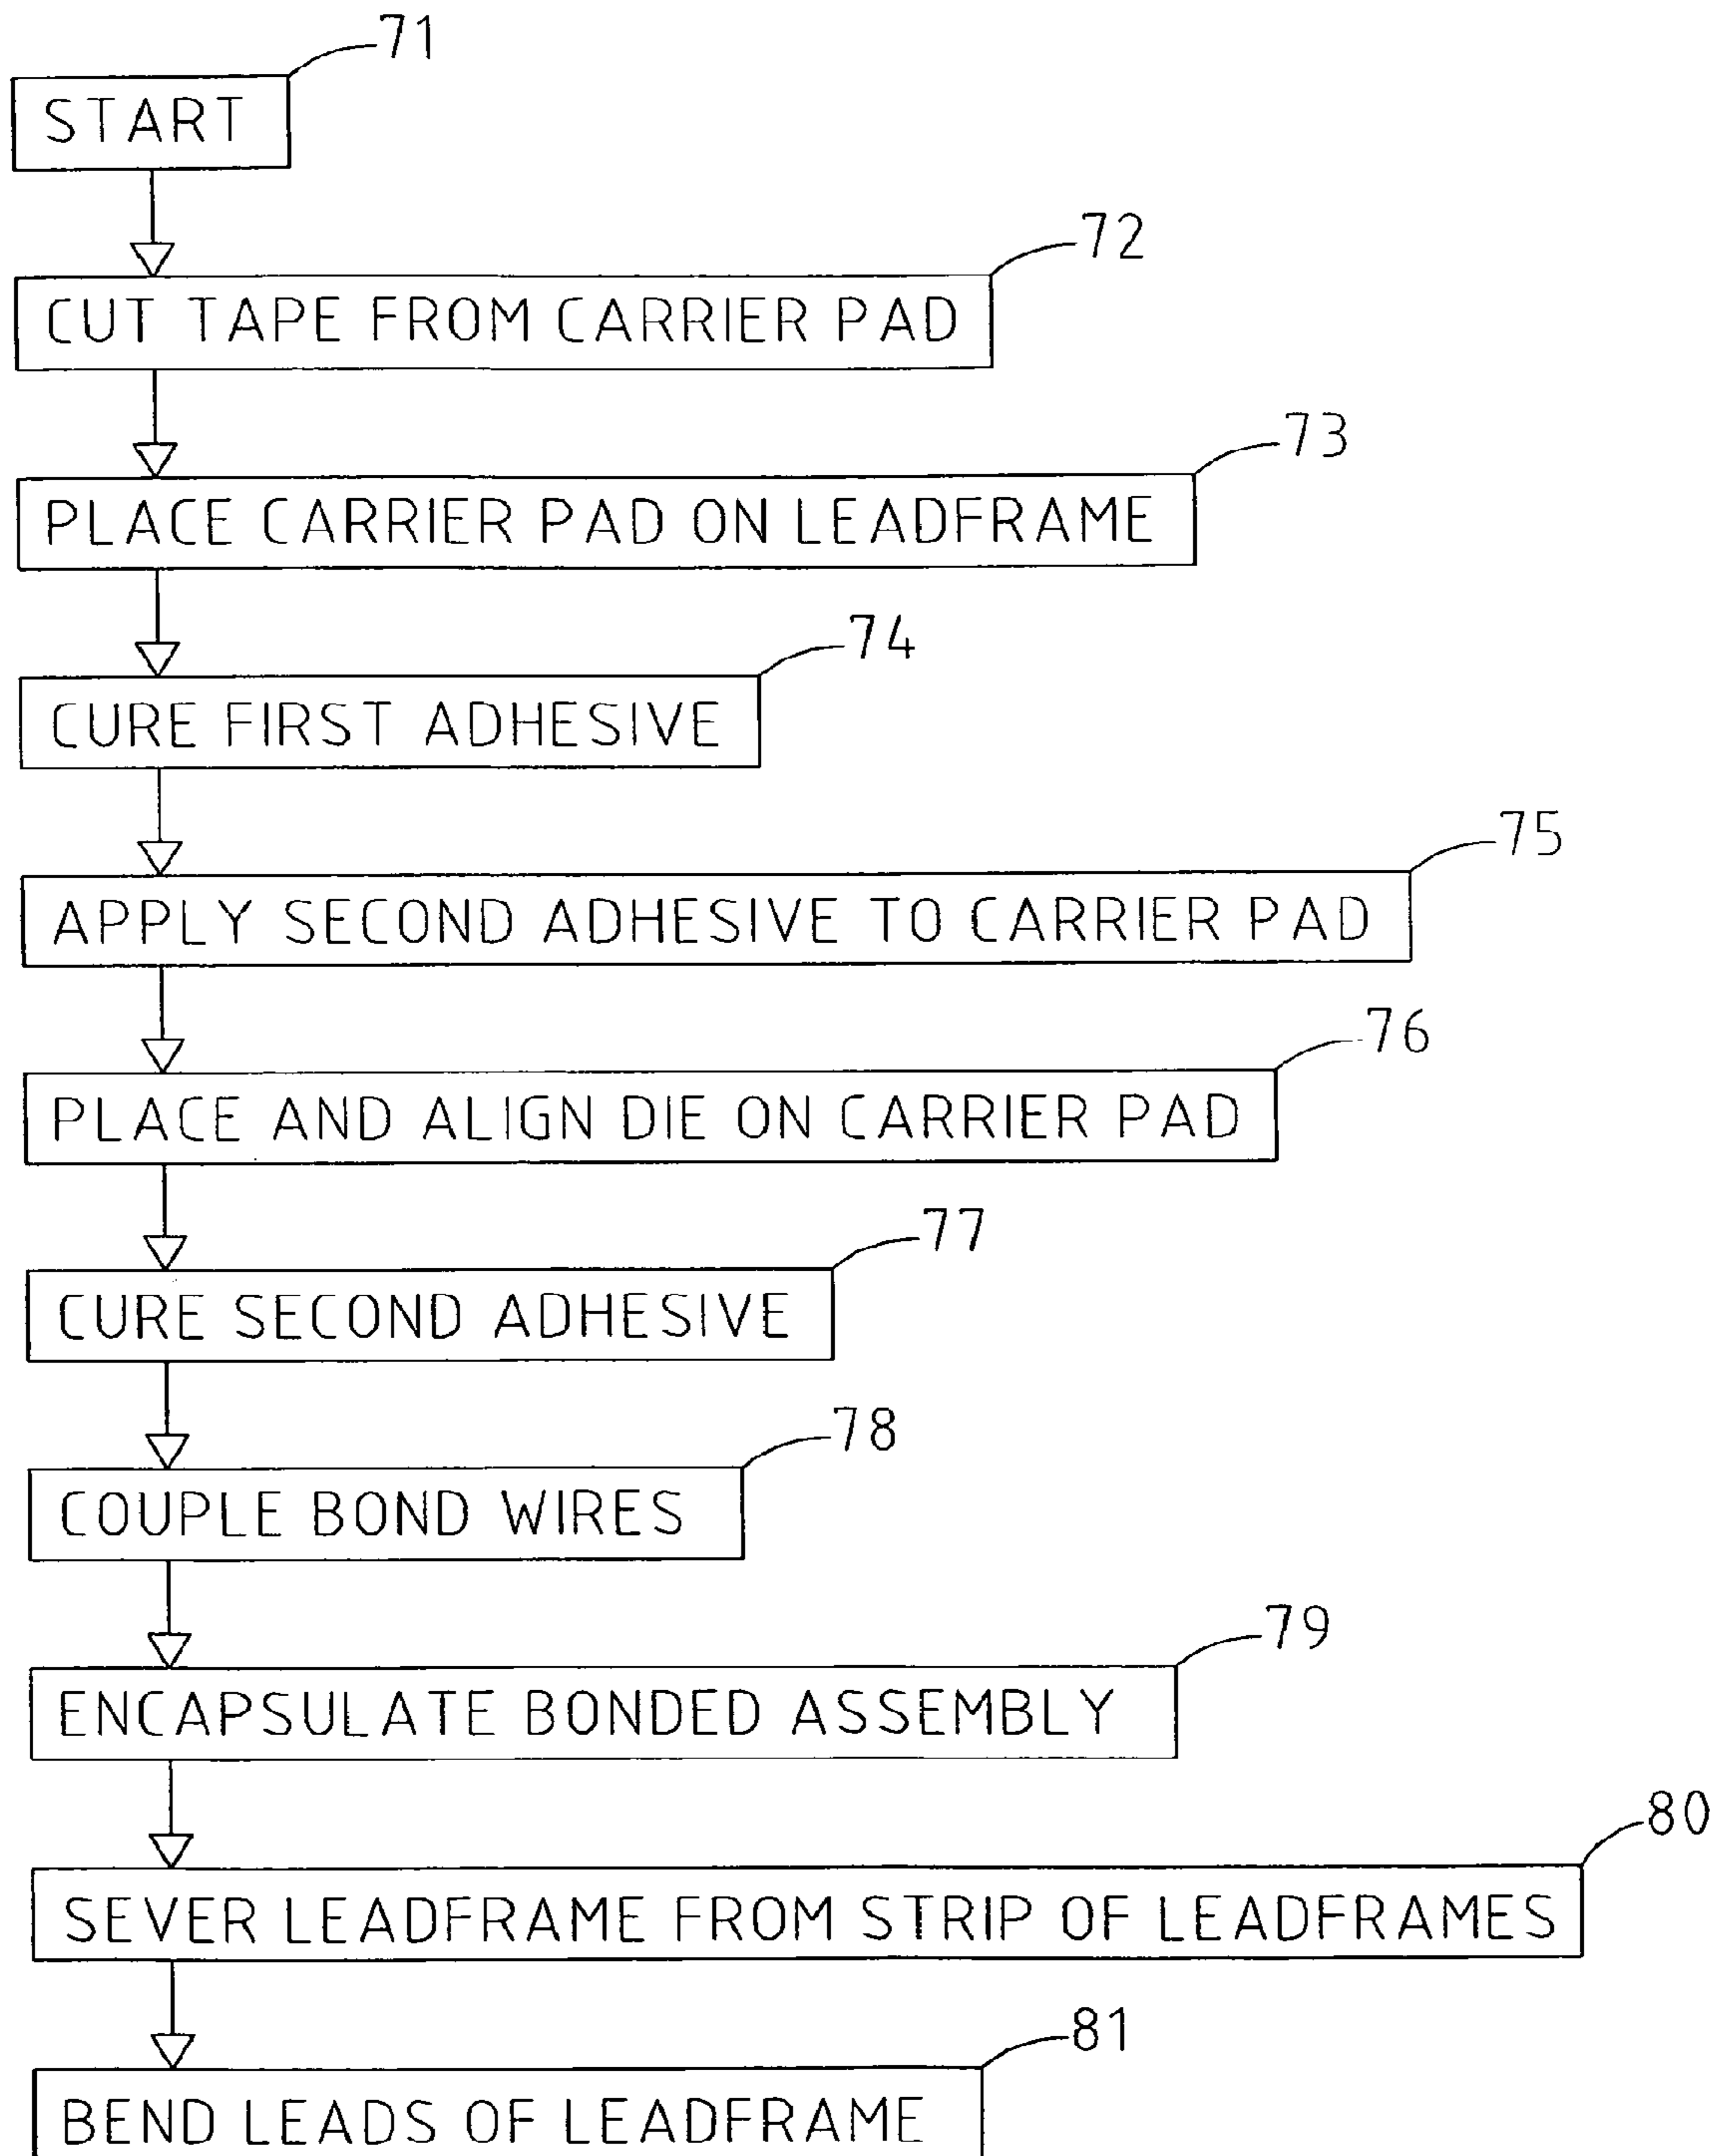 71
START
72
CUT TAPE FROM CARRIER PAD
73
PLACE CARRIER PAD ON LEADFRAME
74
CURE FIRST ADHESIVE
75
APPLY SECOND ADHESIVE TO CARRIER PAD
76
PLACE AND ALIGN DIE ON CARRIER PAD
77
CURE SECOND ADHESIVE
78
COUPLE BOND WIRES
79
ENCAPSULATE BONDED ASSEMBLY
80
SEVER LEADFRAME FROM STRIP OF LEADFRAMES
81
BEND LEADS OF LEADFRAME